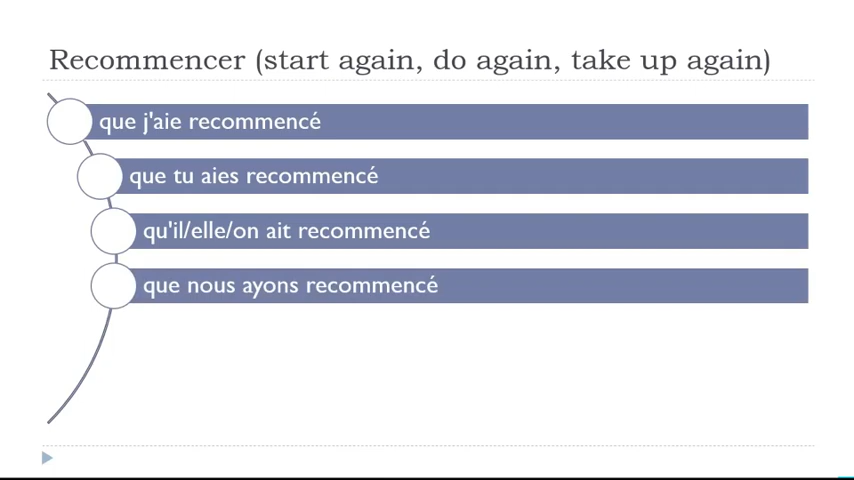 Recommencer (start again, do again, take up again)
que j'aie recommencé
que tu aies recommencé
qu'il/elle/on ait recommencé
que nous ayons recommencé